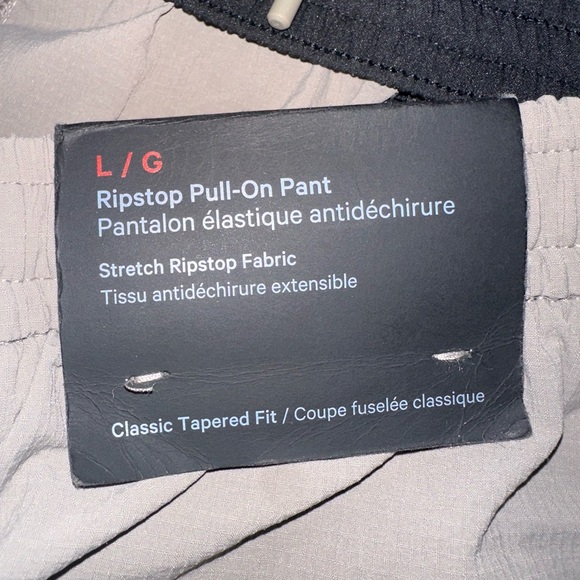 L / G
Ripstop Pull-On Pant
Pantalon élastique antidéchirure
Stretch Ripstop Fabric
Tissu antidéchirure extensible
Classic Tapered Fit / Coupe fuselée classique